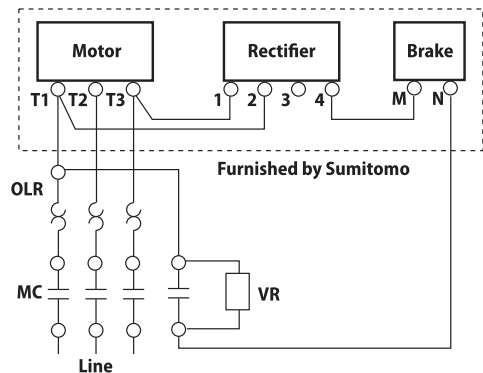 Motor Rectifier Brake
T1 T2 T3 1 2 3 4 M N
Furnished by Sumitomo
OLR
MC VR
Line